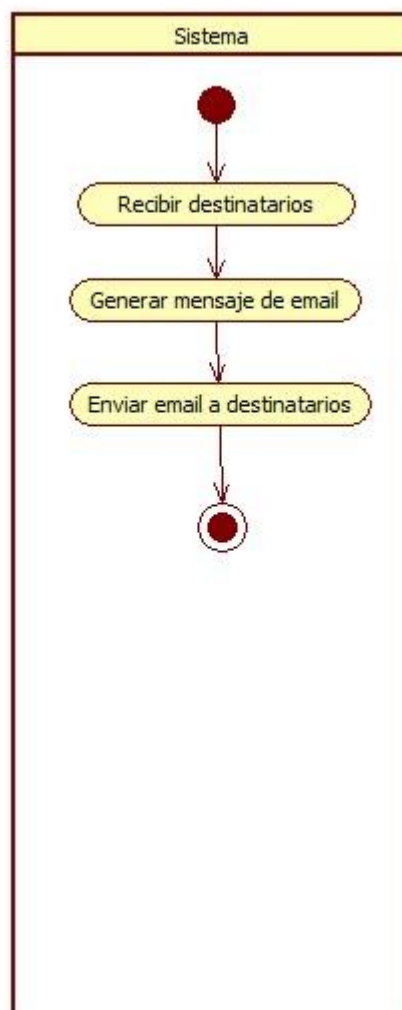 Sistema
Recibir destinatarios
Generar mensaje de email
Enviar email a destinatarios